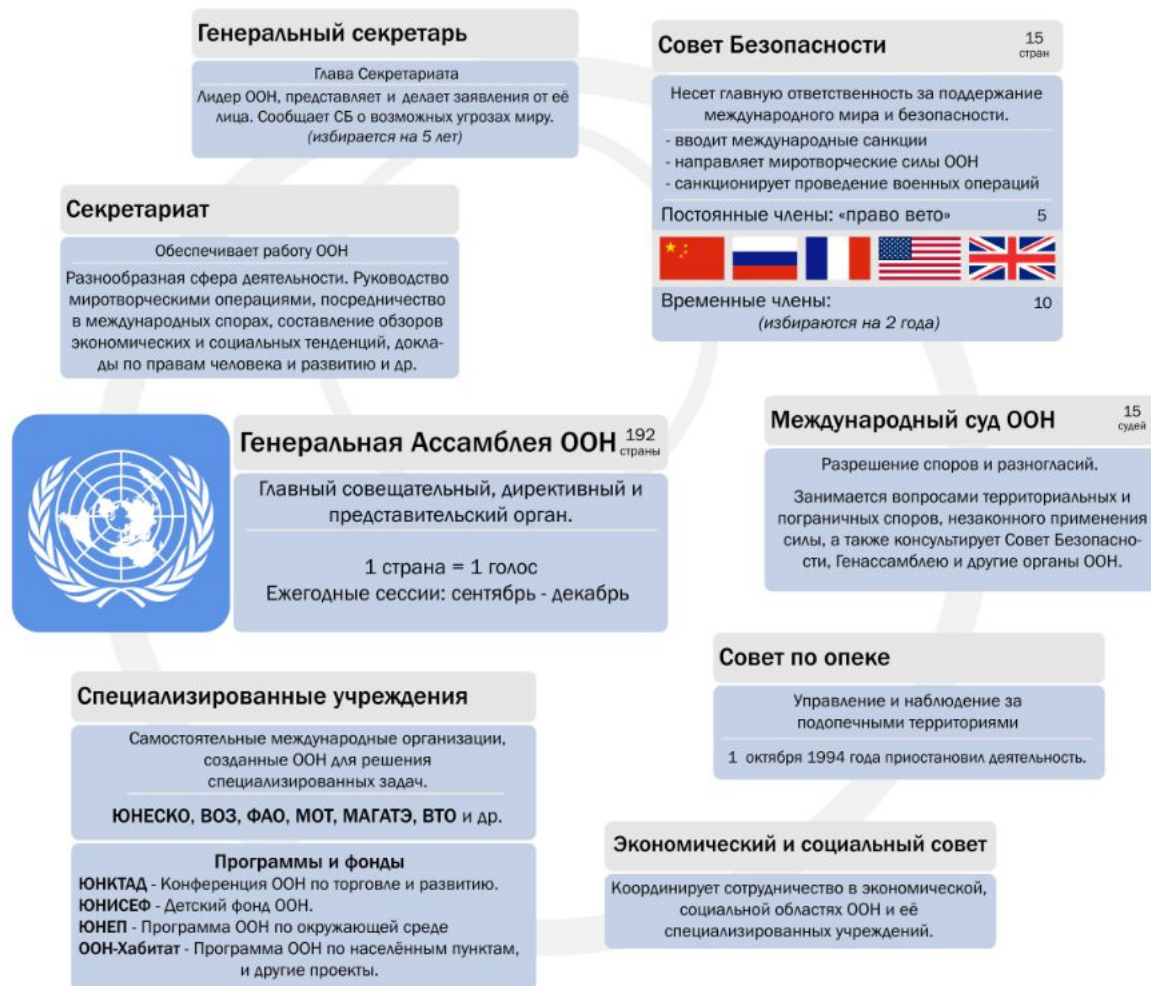 Генеральный секретарь
Глава Секретариата
Лидер ООН, представляет и делает заявления от её
лица. Сообщает СБ о возможных угрозах миру.
(избирается на 5 лет)
Совет Безопасности
15
стран
Несет главную ответственность за поддержание
международного мира и безопасности.
- вводит международные санкции
- направляет миротворческие силы ООН
- санкционирует проведение военных операций
Постоянные члены: «право вето» 5
Временные члены: 10
(избираются на 2 года)
Секретариат
Обеспечивает работу ООН
Разнообразная сфера деятельности. Руководство
миротворческими операциями, посредничество
в международных спорах, составление обзоров
экономических и социальных тенденций, докла-
ды по правам человека и развитию и др.
Генеральная Ассамблея ООН
192
страны
Главный совещательный, директивный и
представительский орган.
1 страна = 1 голос
Ежегодные сессии: сентябрь - декабрь
Международный суд ООН
15
судей
Разрешение споров и разногласий.
Занимается вопросами территориальных и
пограничных споров, незаконного применения
силы, а также консультирует Совет Безопасно-
сти, Генассамблею и другие органы ООН.
Совет по опеке
Управление и наблюдение за
подопечными территориями
1 октября 1994 года приостановил деятельность.
Специализированные учреждения
Самостоятельные международные организации,
созданные ООН для решения
специализированных задач.
ЮНЕСКО, ВОЗ, ФАО, МОТ, МАГАТЭ, ВТО и др.
Программы и фонды
ЮНКТАД - Конференция ООН по торговле и развитию.
ЮНИСЕФ - Детский фонд ООН.
ЮНЕП - Программа ООН по окружающей среде
ООН-Хабитат - Программа ООН по населённым пунктам,
и другие проекты.
Экономический и социальный совет
Координирует сотрудничество в экономической,
социальной областях ООН и её
специализированных учреждений.